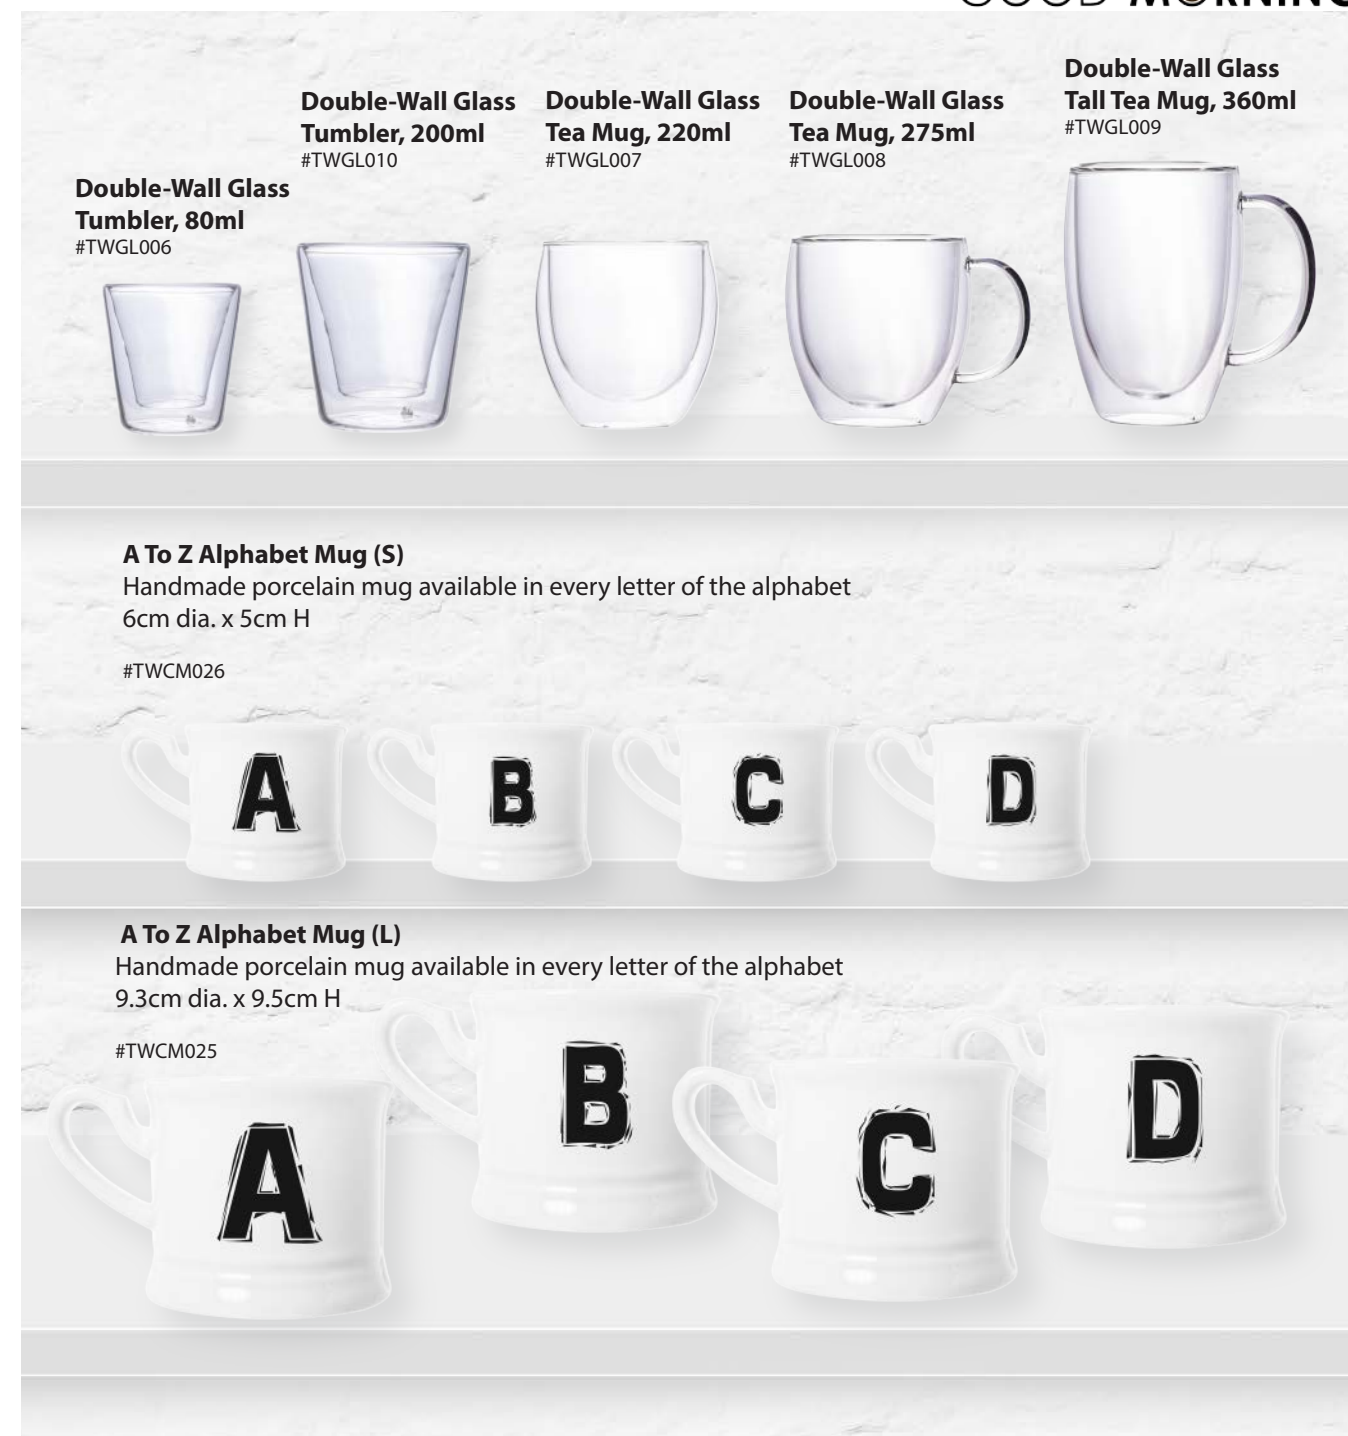 GOOD MORNING
Double-Wall Glass
Tumbler, 80ml
#TWGL006
Double-Wall Glass
Tumbler, 200ml
#TWGL010
Double-Wall Glass
Tea Mug, 220ml
#TWGL007
Double-Wall Glass
Tea Mug, 275ml
#TWGL008
Double-Wall Glass
Tall Tea Mug, 360ml
#TWGL009
A To Z Alphabet Mug (S)
Handmade porcelain mug available in every letter of the alphabet
6cm dia. x 5cm H
#TWCM026
A B C D
A To Z Alphabet Mug (L)
Handmade porcelain mug available in every letter of the alphabet
9.3cm dia. x 9.5cm H
#TWCM025
A B C D